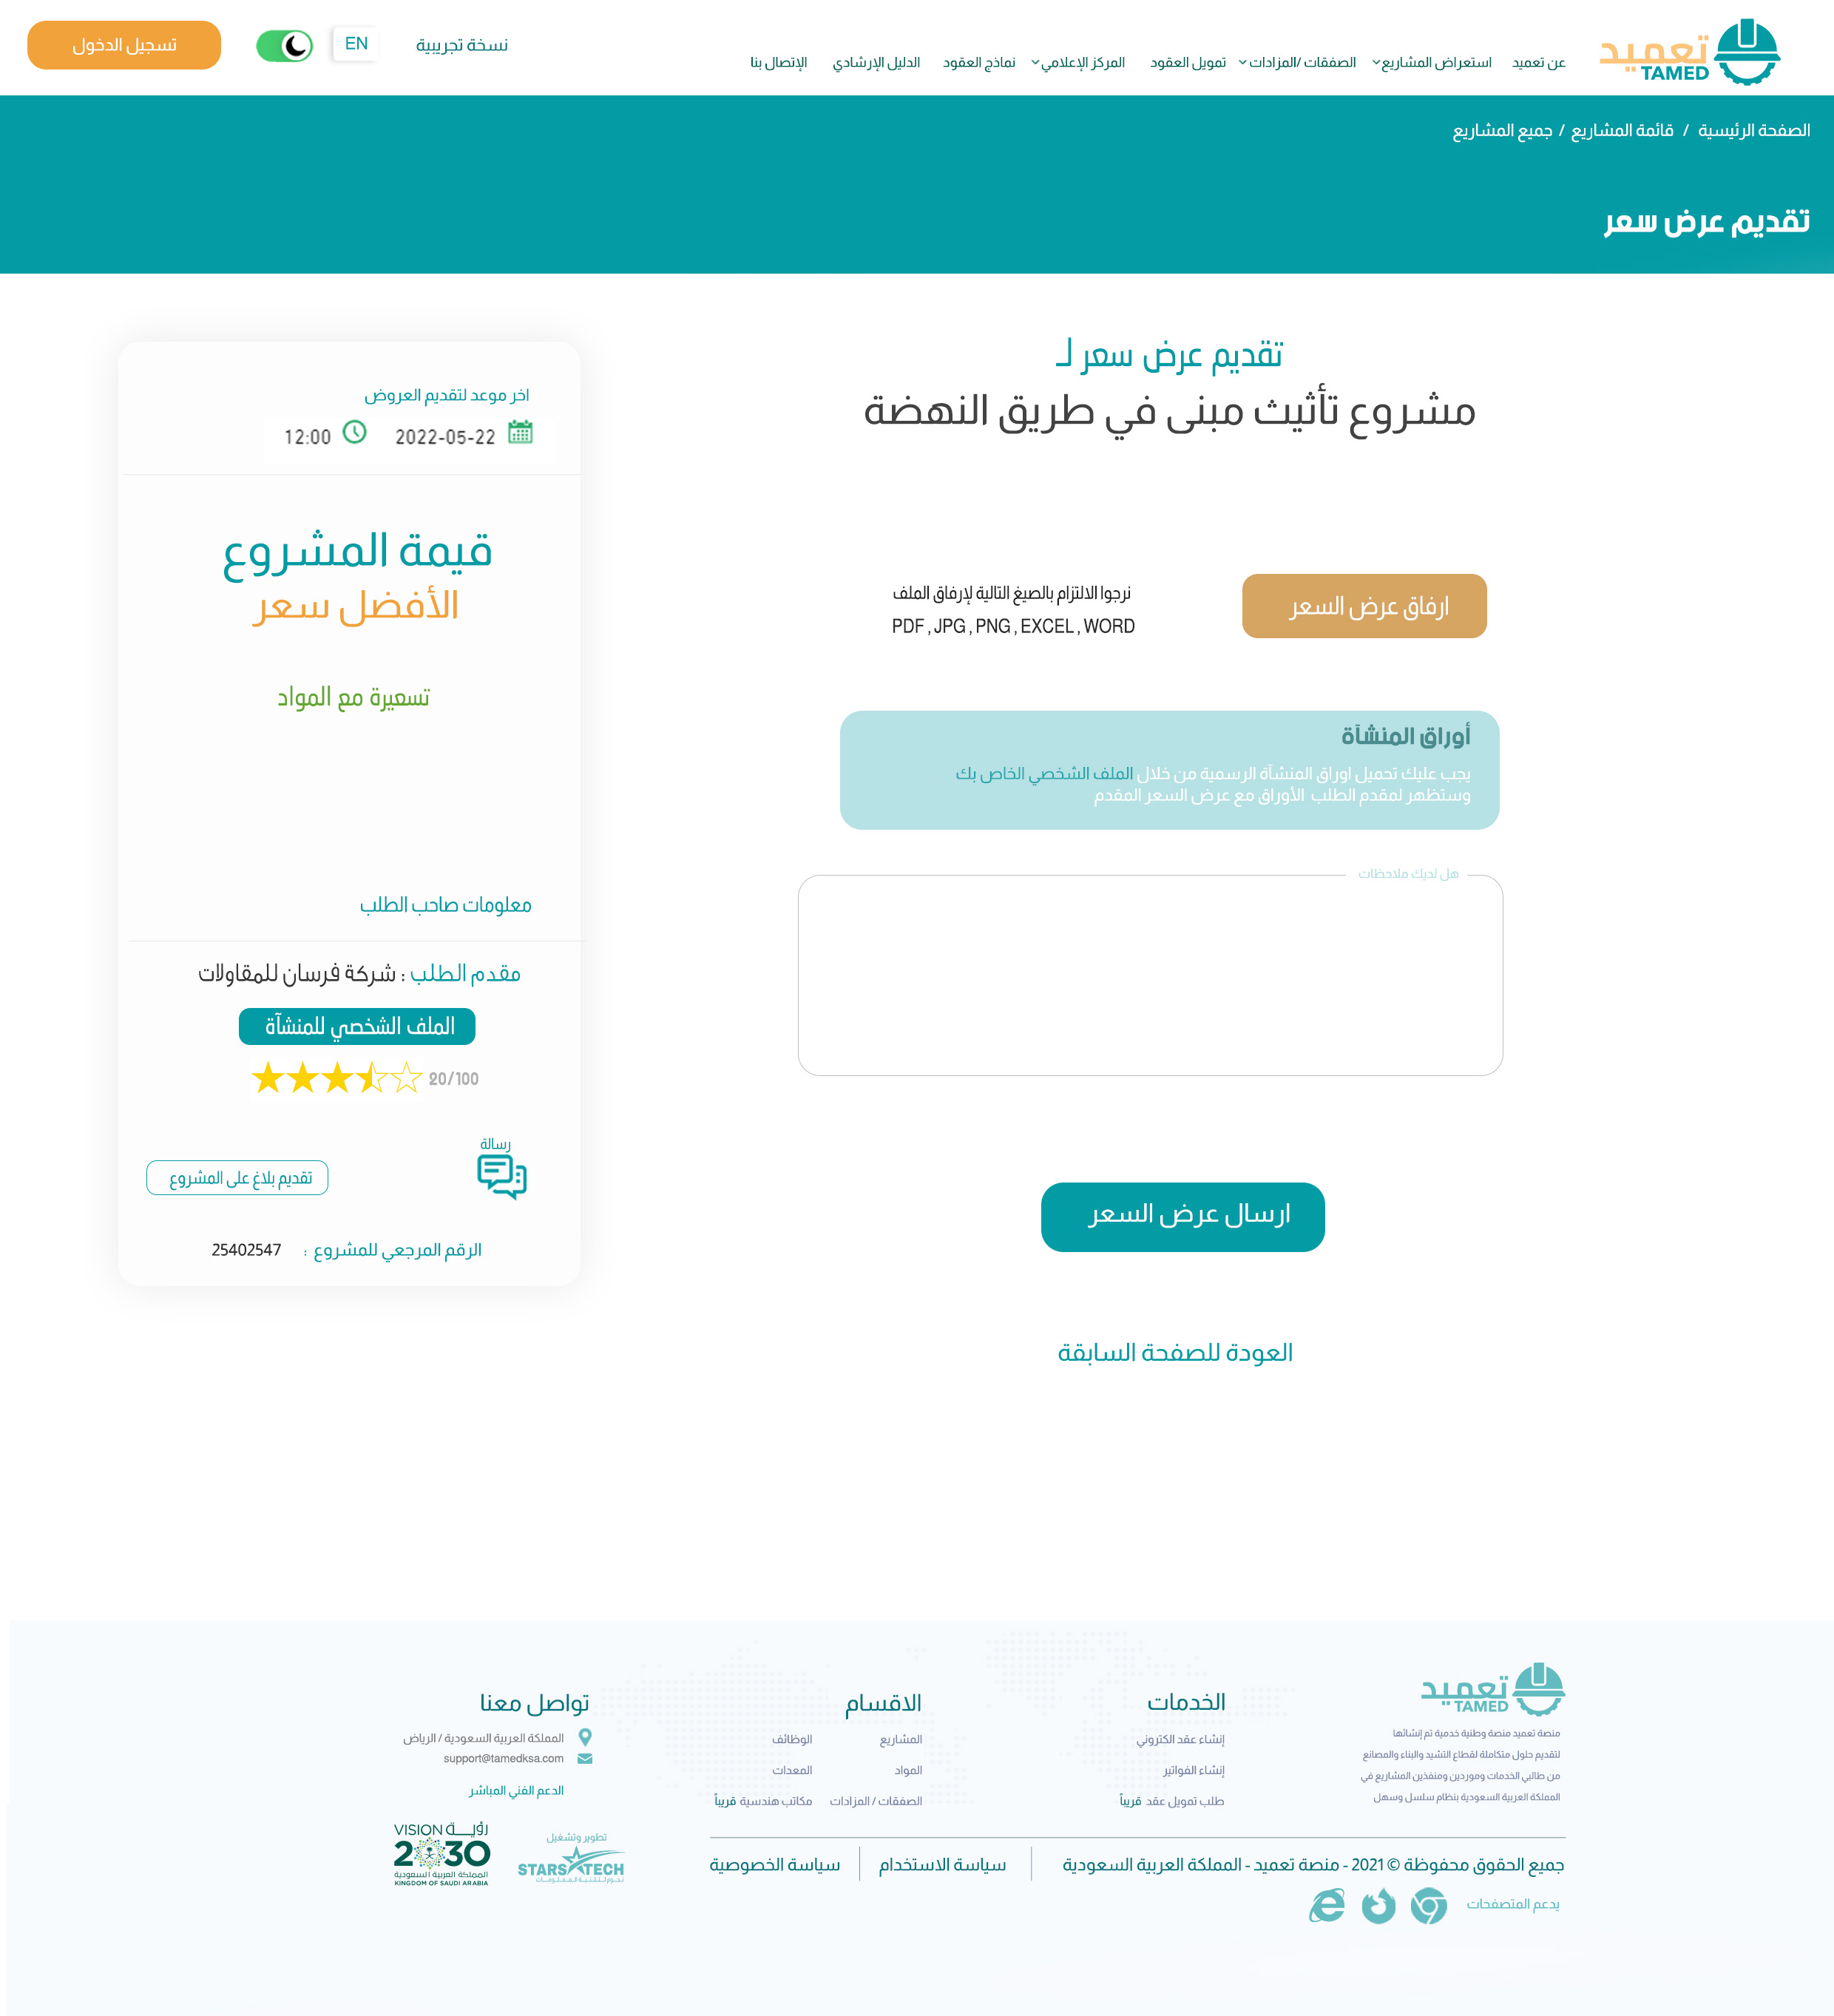 تعميد
TAMED
عن تعميد
استعراض المشاريع
الصفقات /المزادات
تمويل العقود
المركز الإعلامي
نماذج العقود
الدليل الإرشادي
الإتصال بنا
نسخة تجريبية
EN
تسجيل الدخول
الصفحة الرئيسية / قائمة المشاريع / جميع المشاريع
تقديم عرض سعر
تقديم عرض سعر لـ
مشروع تأثيث مبنى في طريق النهضة
ارفاق عرض السعر
نرجوا الالتزام بالصيغ التالية لإرفاق الملف
PDF , JPG , PNG , EXCEL , WORD
أوراق المنشآة
يجب عليك تحميل اوراق المنشآة الرسمية من خلال الملف الشخصي الخاص بك
وستظهر لمقدم الطلب الأوراق مع عرض السعر المقدم
هل لديك ملاحظات
ارسال عرض السعر
العودة للصفحة السابقة
اخر موعد لتقديم العروض
2022-05-22 12:00
قيمة المشروع
الأفضل سعر
تسعيرة مع المواد
معلومات صاحب الطلب
مقدم الطلب : شركة فرسان للمقاولات
الملف الشخصي للمنشآة
20/100
رسالة
تقديم بلاغ على المشروع
الرقم المرجعي للمشروع : 25402547
تعميد
TAMED
منصة تعميد منصة وطنية خدمية تم إنشائها
لتقديم حلول متكاملة لقطاع التشيد والبناء والمصانع
من طالبي الخدمات وموردين ومنفذين المشاريع في
المملكة العربية السعودية بنظام سلسل وسهل
الخدمات
إنشاء عقد الكتروني
إنشاء الفواتير
طلب تمويل عقد قريباً
الاقسام
المشاريع
الوظائف
المواد
المعدات
الصفقات / المزادات
مكاتب هندسية قريباً
تواصل معنا
المملكة العربية السعودية / الرياض
support@tamedksa.com
الدعم الفني المباشر
جميع الحقوق محفوظة © 2021 - منصة تعميد - المملكة العربية السعودية
سياسة الاستخدام
سياسة الخصوصية
يدعم المتصفحات
تطوير وتشغيل
STARS TECH
نجوم التقنية للمعلومات
VISION رؤيـــة
2030
المملكة العربية السعودية
KINGDOM OF SAUDI ARABIA